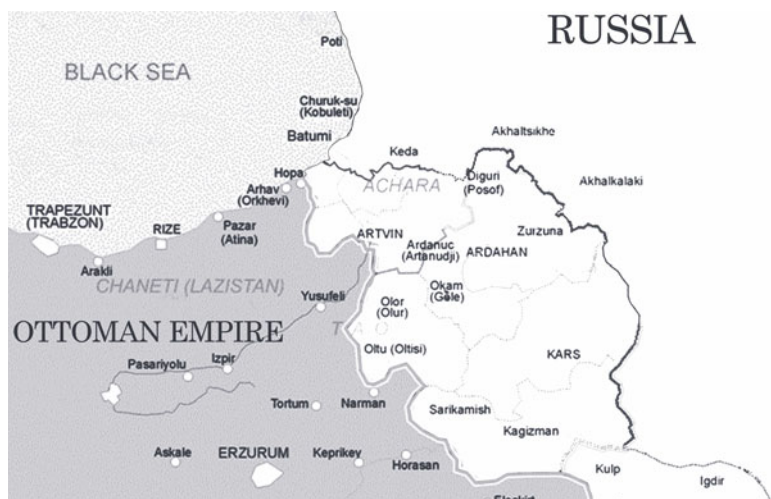 RUSSIA
Poti
BLACK SEA
Churuk-su
(Kobuleti)
Batumi
Keda
Akhaltsikhe
Hopa
Arhav
(Orkhevi)
ACHARA
Diguri
(Posof)
Akhalkalaki
TRAPEZUNT
(TRABZON)
RIZE
Pazar
(Atina)
ARTVIN
Zurzuna
Ardanuc
(Artanudji)
ARDAHAN
Arakli
CHANETI (LAZISTAN)
Yusufeli
Okam
(Gole)
Olor
(Olur)
OTTOMAN EMPIRE
T A O
Oltu (Oltisi)
KARS
Pasariyolu
Izpir
Tortum
Narman
Sarikamish
Kagizman
Askale
ERZURUM
Keprikey
Horasan
Kulp
Igdir